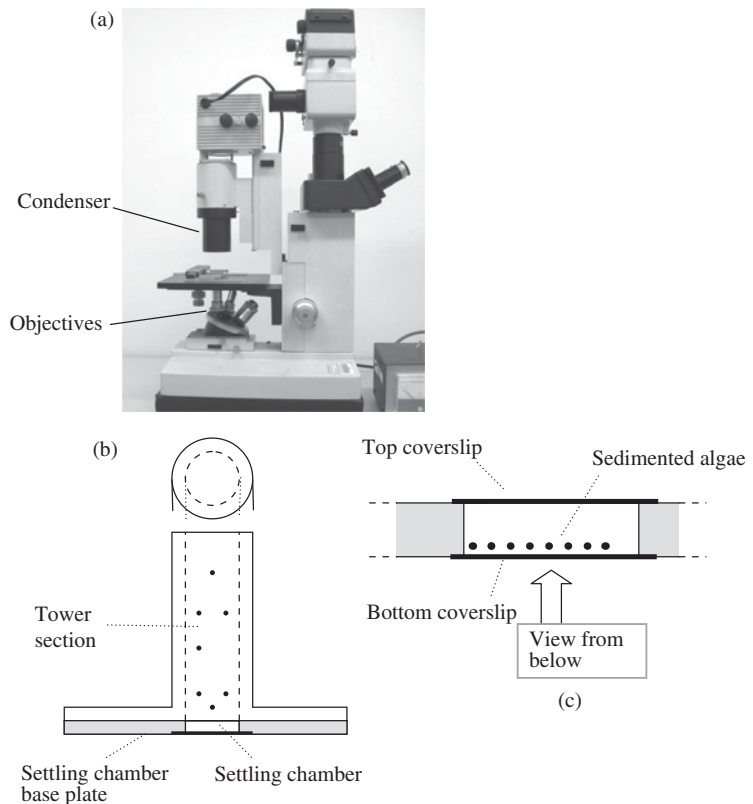 (a)
Condenser
Objectives
(b)
Tower
section
Settling chamber
base plate
Settling chamber
Top coverslip
Sedimented algae
Bottom coverslip
View from
below
(c)